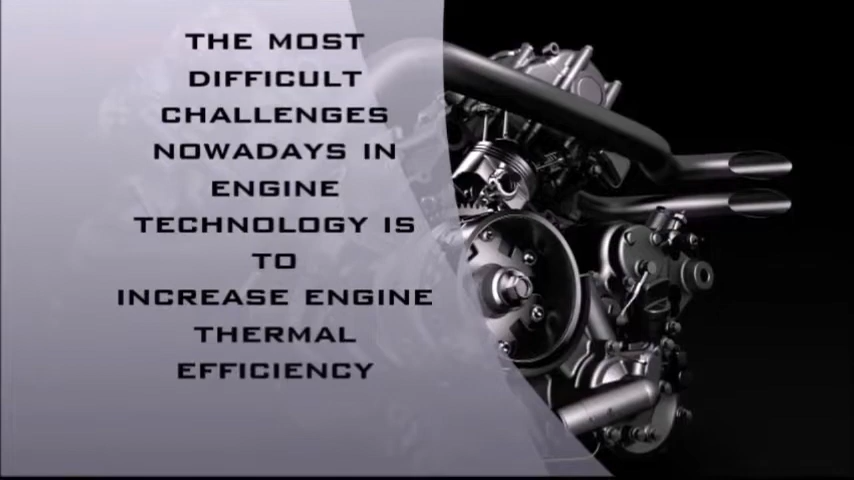 THE MOST
DIFFICULT
CHALLENGES
NOWADAYS IN
ENGINE
TECHNOLOGY IS
TO
INCREASE ENGINE
THERMAL
EFFICIENCY